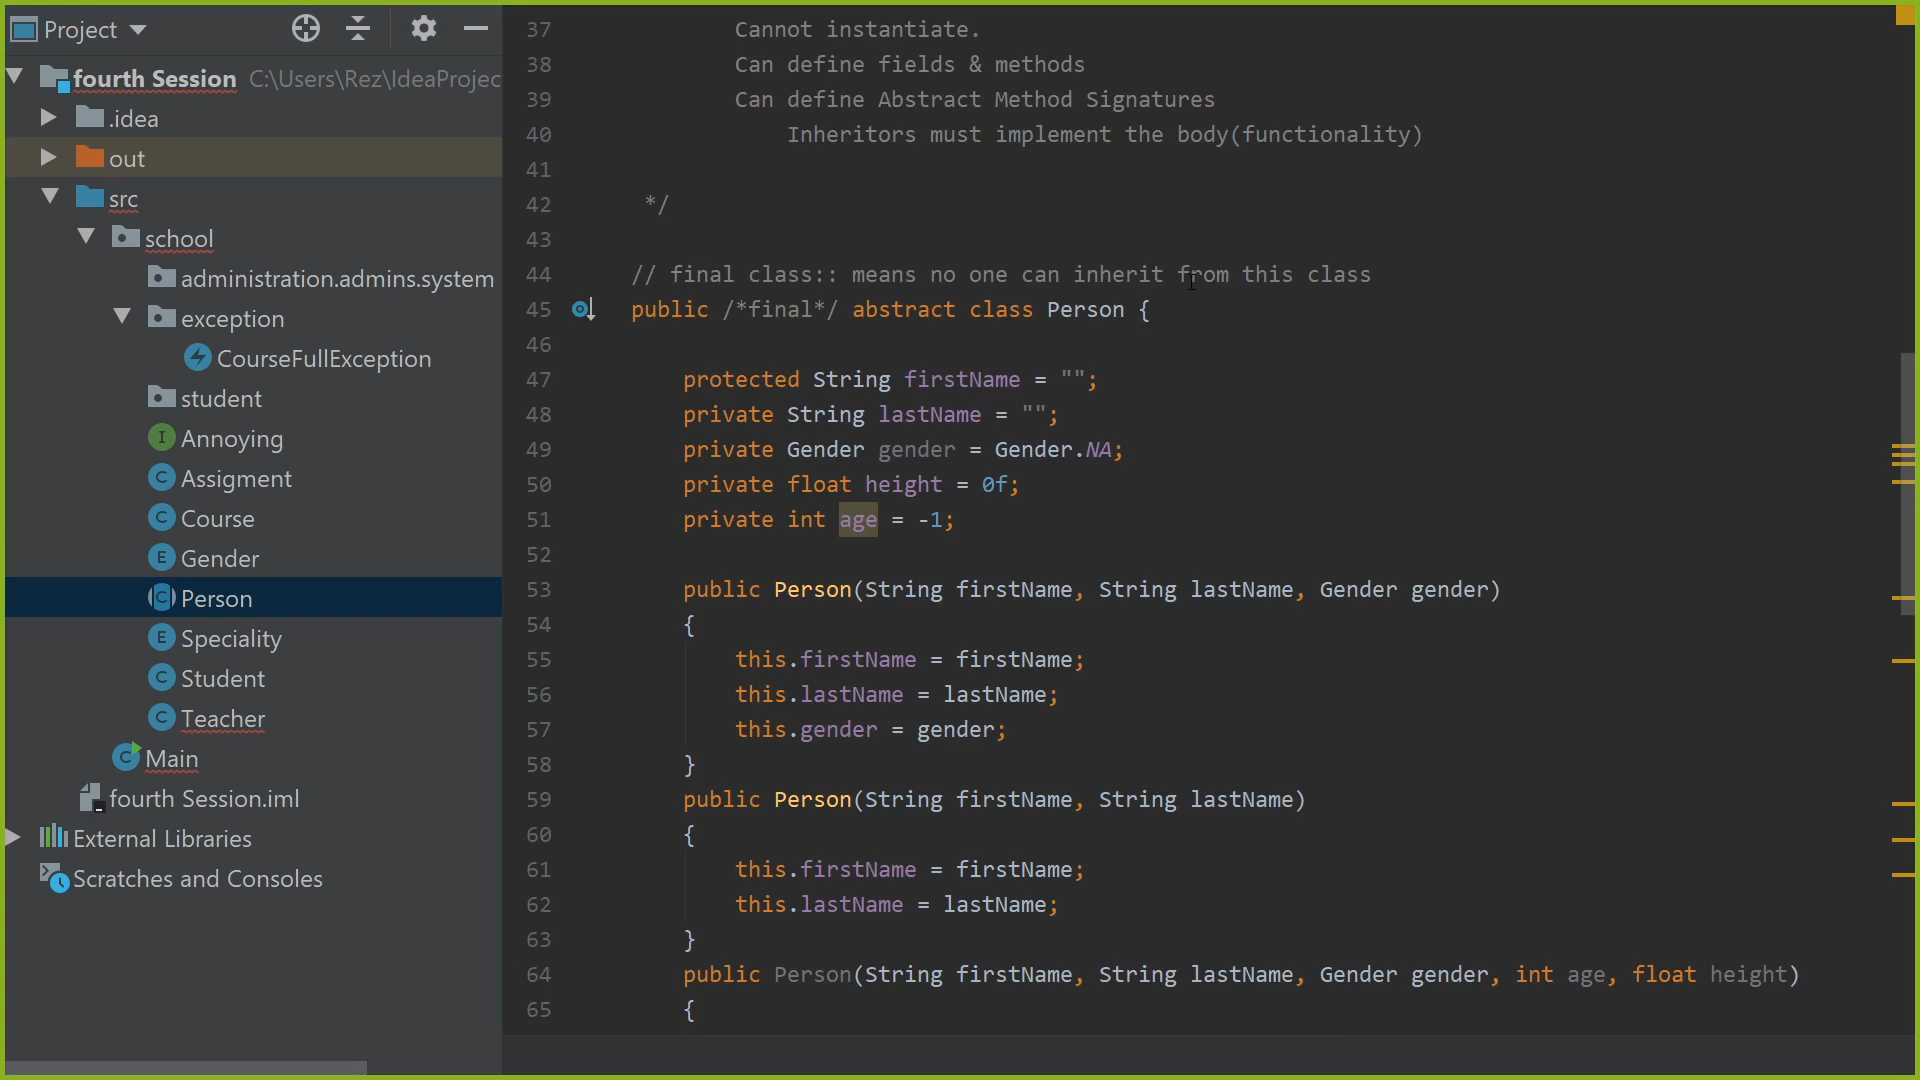 Project
fourth Session C:\Users\Rez\IdeaProjec
.idea
out
src
school
administration.admins.system
exception
CourseFullException
student
Annoying
Assigment
Course
Gender
Person
Speciality
Student
Teacher
Main
fourth Session.iml
External Libraries
Scratches and Consoles
37 Cannot instantiate.
38 Can define fields & methods
39 Can define Abstract Method Signatures
40 Inheritors must implement the body(functionality)
41
42 */
43
44 // final class:: means no one can inherit from this class
45 public /*final*/ abstract class Person {
46
47 protected String firstName = "";
48 private String lastName = "";
49 private Gender gender = Gender.NA;
50 private float height = 0f;
51 private int age = -1;
52
53 public Person(String firstName, String lastName, Gender gender)
54 {
55 this.firstName = firstName;
56 this.lastName = lastName;
57 this.gender = gender;
58 }
59 public Person(String firstName, String lastName)
60 {
61 this.firstName = firstName;
62 this.lastName = lastName;
63 }
64 public Person(String firstName, String lastName, Gender gender, int age, float height)
65 {